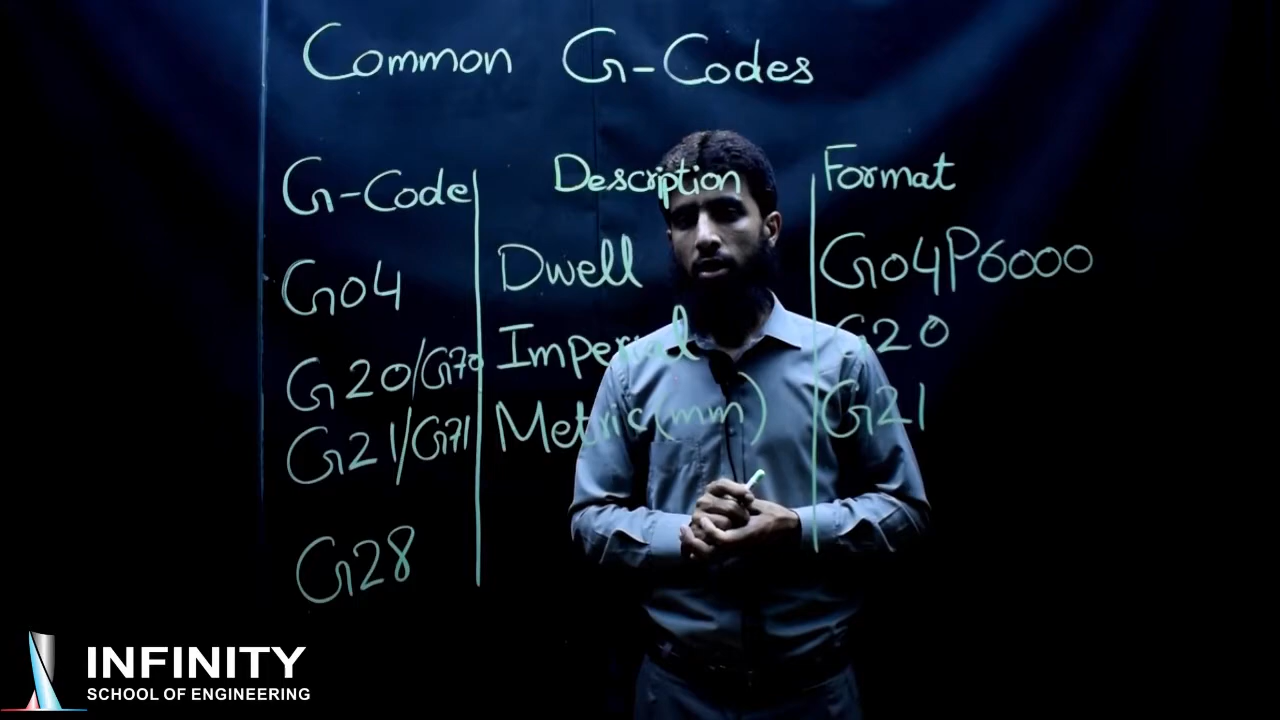 Common G-Codes
G-Code Description Format
G04 Dwell G04P6000
G20/G70 Imperial G20
G21/G71 Metric(mm) G21
G28
INFINITY
SCHOOL OF ENGINEERING